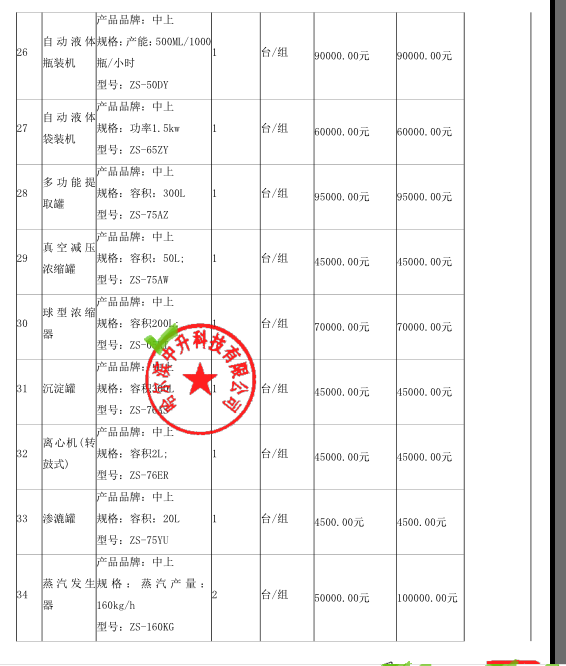 26 自动液体瓶装机 产品品牌：中上 规格：产能：500ML/1000瓶/小时 型号：ZS-50DY 1 台/组 90000.00元 90000.00元
27 自动液体袋装机 产品品牌：中上 规格：功率1.5kw 型号：ZS-65ZY 1 台/组 60000.00元 60000.00元
28 多功能提取罐 产品品牌：中上 规格：容积：300L 型号：ZS-75AZ 1 台/组 95000.00元 95000.00元
29 真空减压浓缩罐 产品品牌：中上 规格：容积：50L; 型号：ZS-75AW 1 台/组 45000.00元 45000.00元
30 球型浓缩器 产品品牌：中上 规格：容积200L; 型号：ZS- 1 台/组 70000.00元 70000.00元
31 沉淀罐 产品品牌： 上 规格：容积 型号：ZS- 1 台/组 45000.00元 45000.00元
32 离心机(转鼓式) 产品品牌：中上 规格：容积2L; 型号：ZS-76ER 1 台/组 45000.00元 45000.00元
33 渗漉罐 产品品牌：中上 规格：容积：20L 型号：ZS-75YU 1 台/组 4500.00元 4500.00元
34 蒸汽发生器 产品品牌：中上 规格：蒸汽产量：160kg/h 型号：ZS-160KG 2 台/组 50000.00元 100000.00元
中升科技有限公司